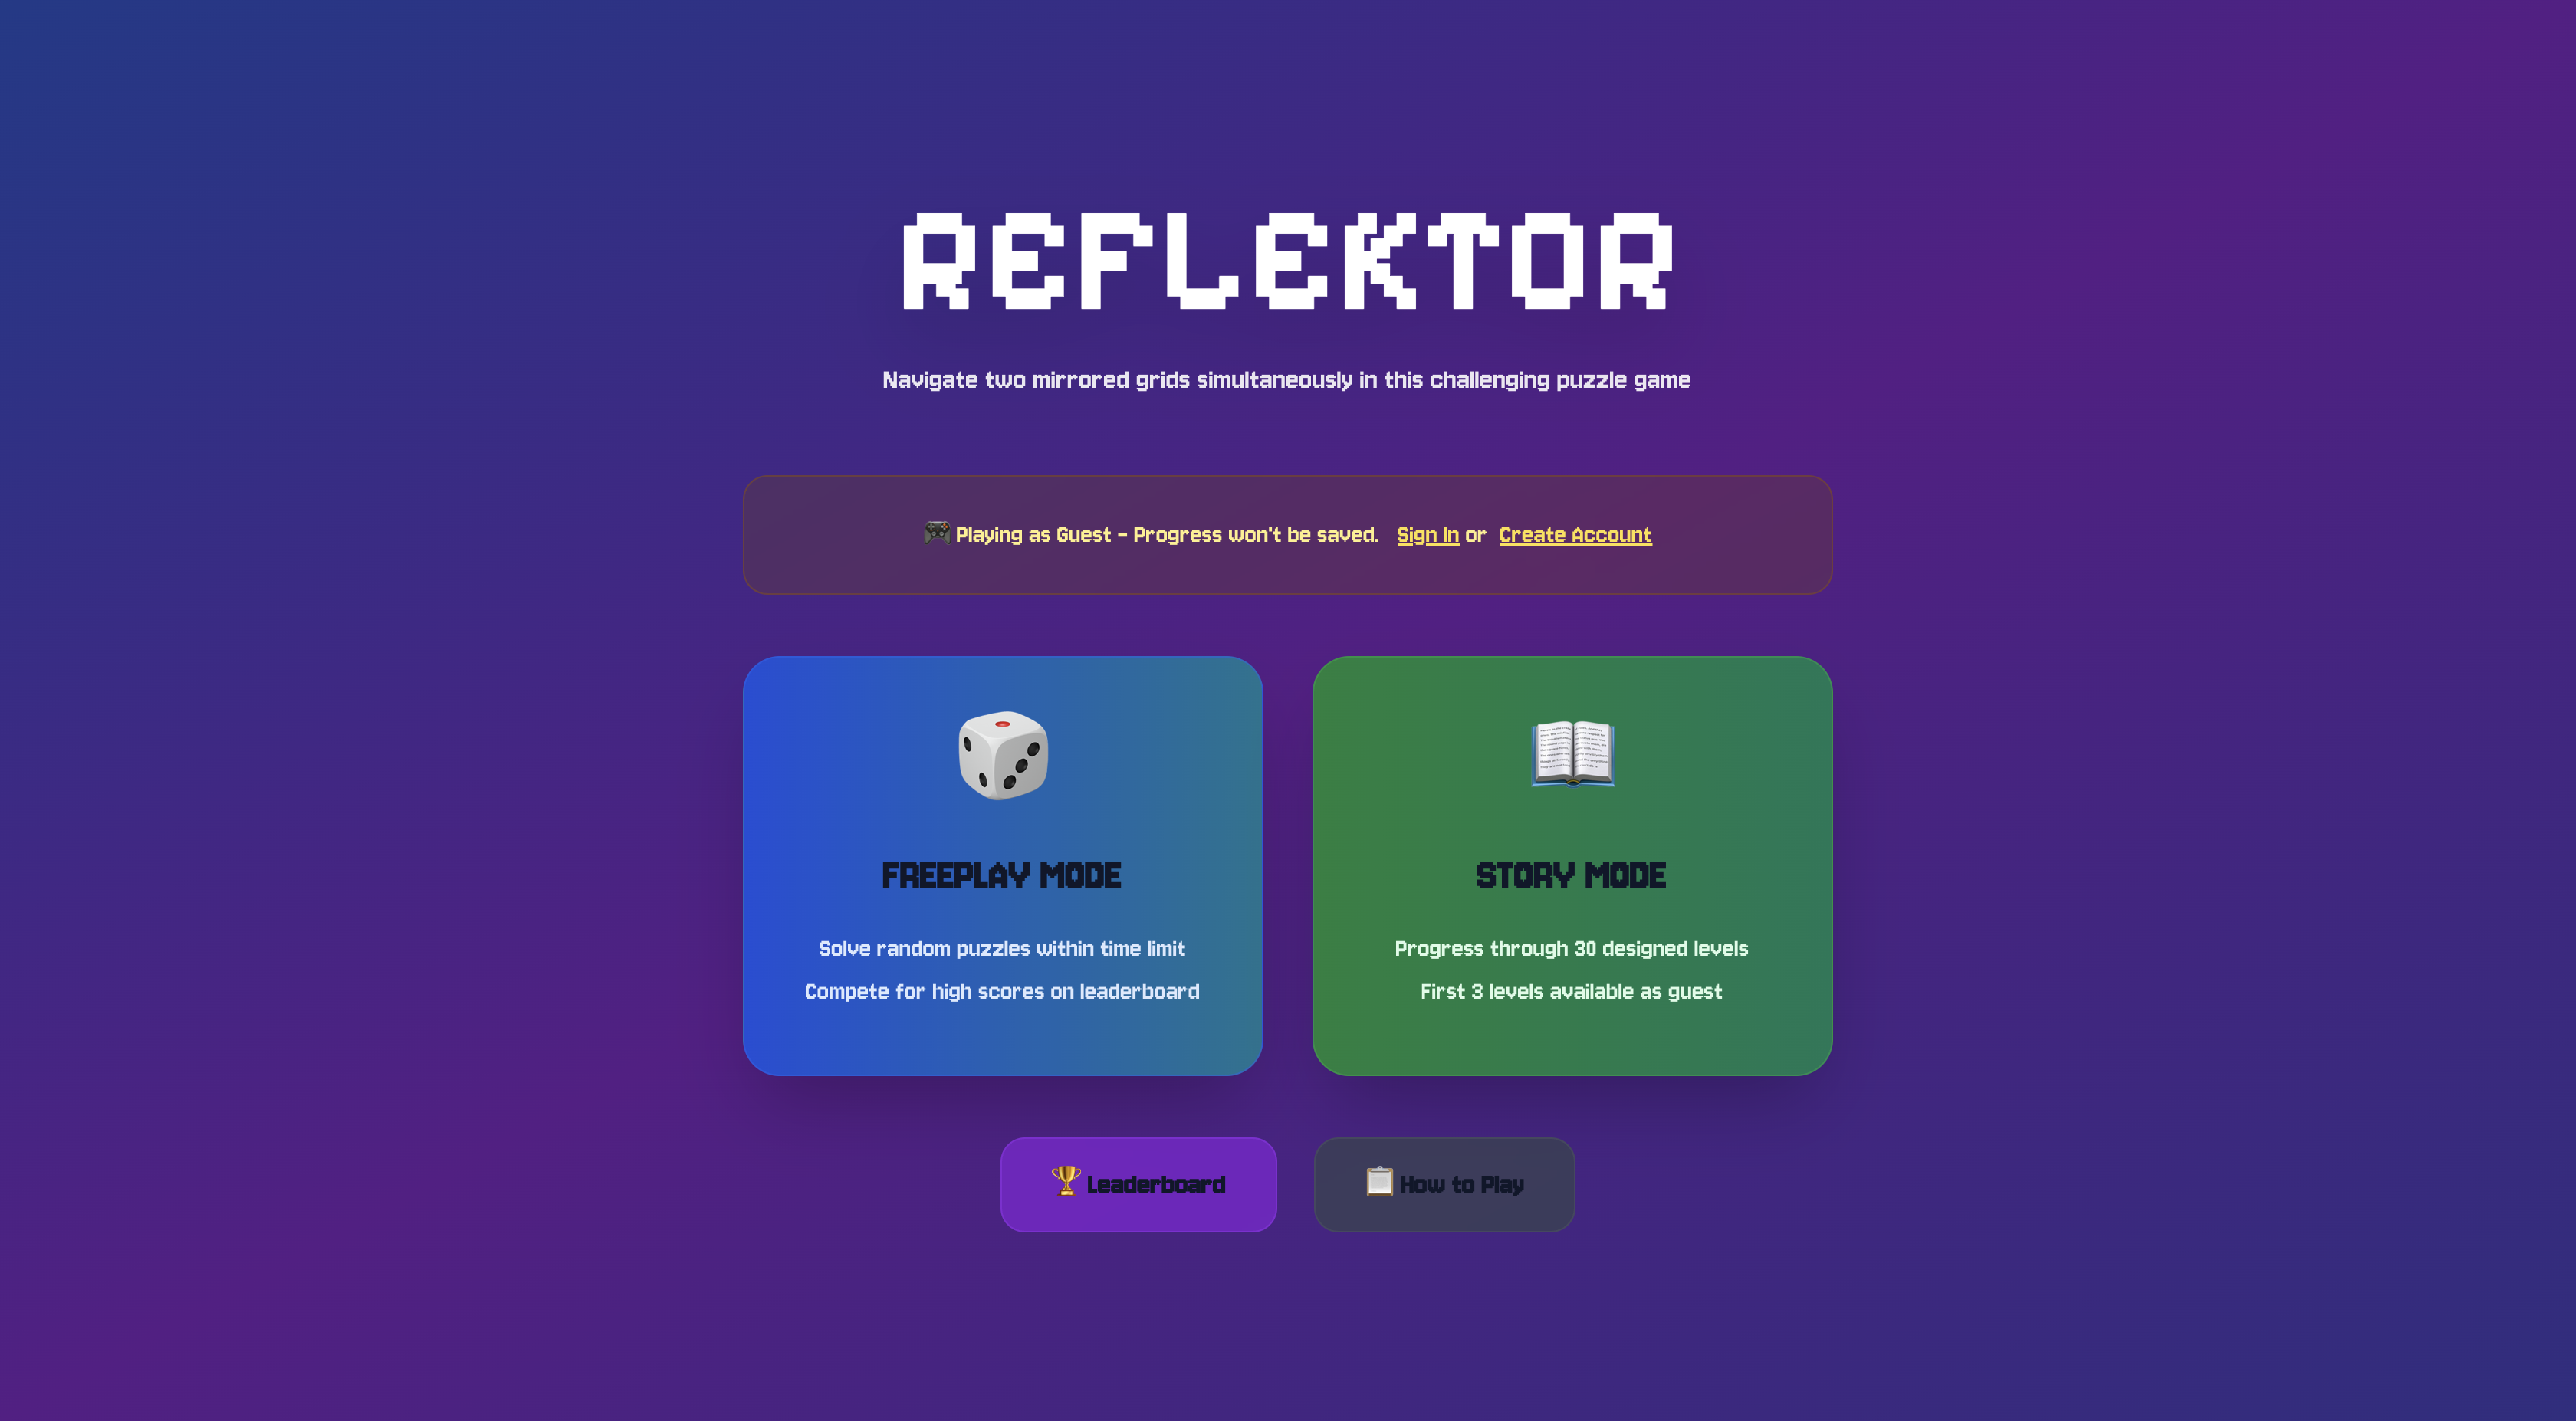 REFLEKTOR
Navigate two mirrored grids simultaneously in this challenging puzzle game
Playing as Guest - Progress won't be saved. Sign In or Create Account
FREEPLAY MODE
Solve random puzzles within time limit
Compete for high scores on leaderboard
STORY MODE
Progress through 30 designed levels
First 3 levels available as guest
Leaderboard
How to Play